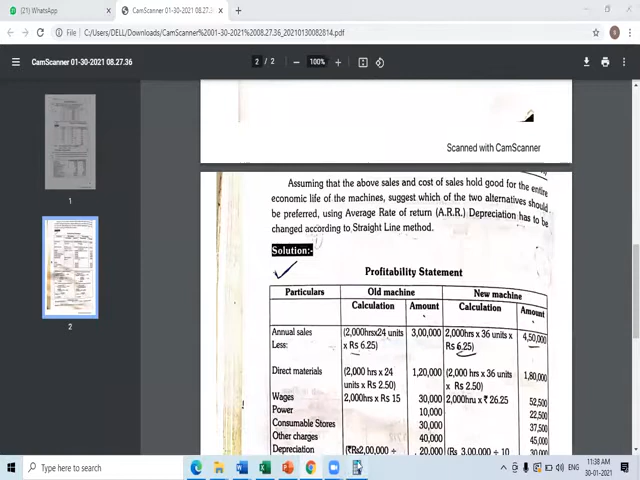 (21) WhatsApp
CamScanner 01-30-2021 08.27.36
File | C:/Users/DELL/Downloads/CamScanner%2001-30-2021%2008.27.36_20210130082814.pdf
CamScanner 01-30-2021 08.27.36
2 / 2
100%
1
2
Scanned with CamScanner
Assuming that the above sales and cost of sales hold good for the entire
economic life of the machines, suggest which of the two alternatives should
be preferred, using Average Rate of return (A.R.R.) Depreciation has to be
changed according to Straight Line method.
Solution:-
Profitability Statement
Particulars Old machine New machine
Calculation Amount Calculation Amount
Annual sales (2,000hrsx24 units 3,00,000 2,000hrs x 36 units x 4,50,000
Less: x Rs 6.25) Rs 6.25)
Direct materials (2,000 hrs x 24 1,20,000 (2,000 hrs x 36 units 1,80,000
units x Rs 2.50) x Rs 2.50)
Wages 2,000hrs x Rs 15 30,000 2,000hru x ₹ 26.25 52,500
Power 10,000 22,500
Consumable Stores 30,000 37,500
Other charges 40,000 45,000
Depreciation (₹Rs2,00,000 ÷ 20,000 (Rs 3,00,000 ÷ 10 30,000
Type here to search
ENG
11:38 AM
30-01-2021